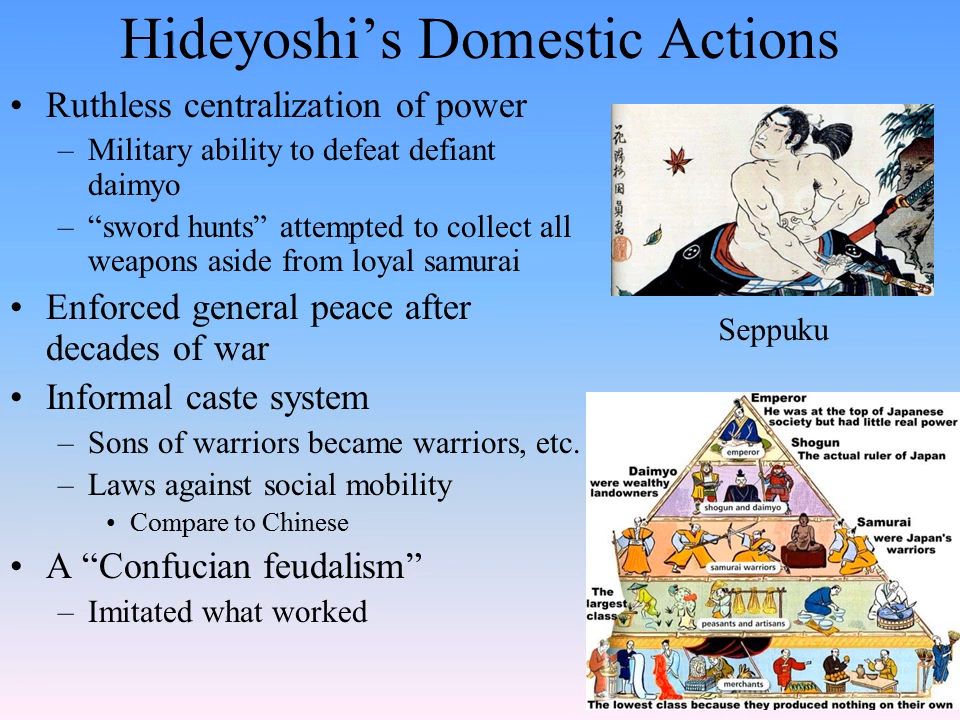 Hideyoshi’s Domestic Actions
• Ruthless centralization of power
– Military ability to defeat defiant
daimyo
– “sword hunts” attempted to collect all
weapons aside from loyal samurai
• Enforced general peace after
decades of war
• Informal caste system
– Sons of warriors became warriors, etc.
– Laws against social mobility
• Compare to Chinese
• A “Confucian feudalism”
– Imitated what worked
Seppuku
Emperor
He was at the top of Japanese
society but had little real power
emperor
Shogun
The actual ruler of Japan
Daimyo
were wealthy
landowners
shogun and daimyo
Samurai
were Japan's
warriors
samurai warriors
The
largest
class
peasants and artisans
merchants
The lowest class because they produced nothing on their own